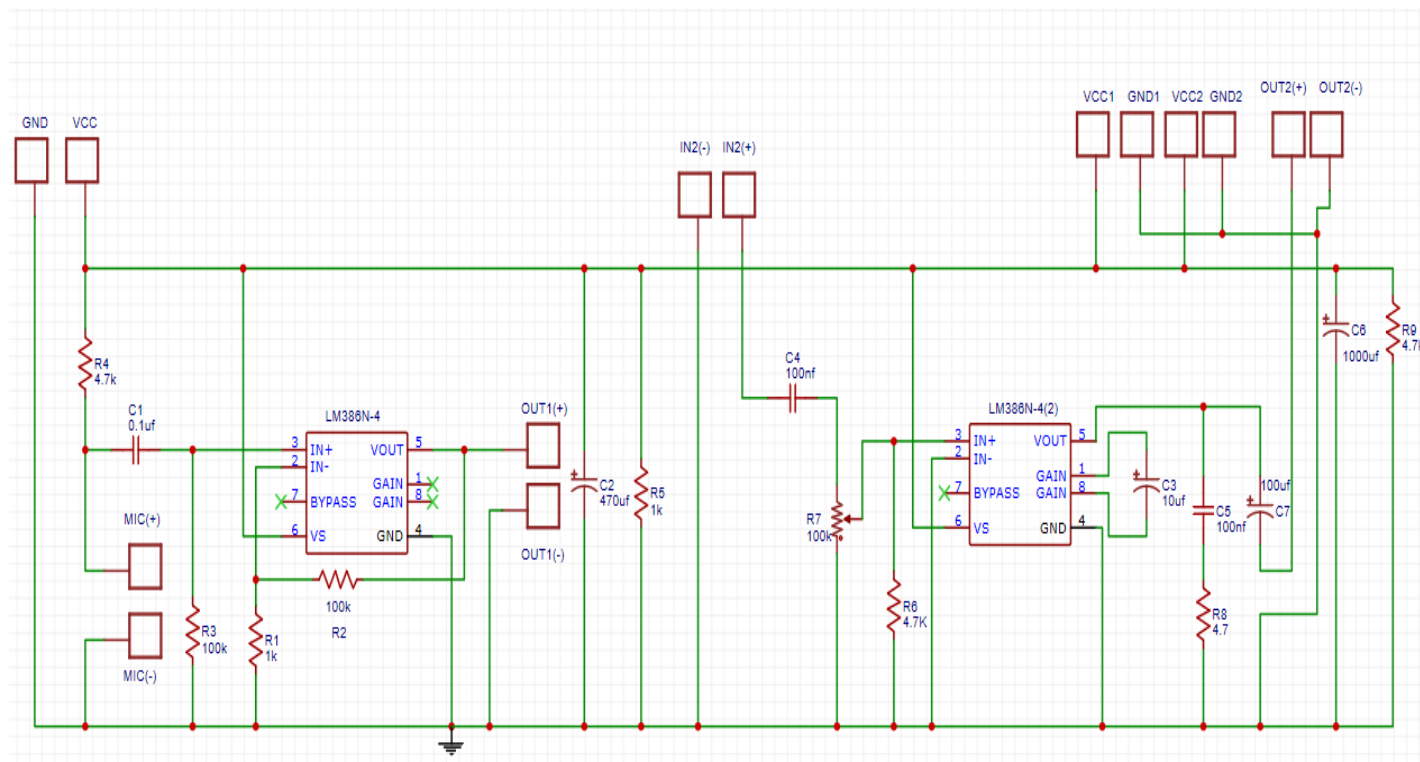 GND
VCC
IN2(-)
IN2(+)
VCC1
GND1
VCC2
GND2
OUT2(+)
OUT2(-)
R4
4.7k
C1
0.1uf
MIC(+)
MIC(-)
R3
100k
R1
1k
100k
R2
LM386N-4
3
IN+
2
IN-
7
BYPASS
6
VS
VOUT
5
GAIN
1
GAIN
8
GND
4
OUT1(+)
OUT1(-)
C2
470uf
R5
1k
C4
100nf
R7
100k
R6
4.7K
LM386N-4(2)
3
IN+
2
IN-
7
BYPASS
6
VS
VOUT
5
GAIN
1
GAIN
8
GND
4
C3
10uf
C5
100nf
100uf
C7
R8
4.7
C6
1000uf
R9